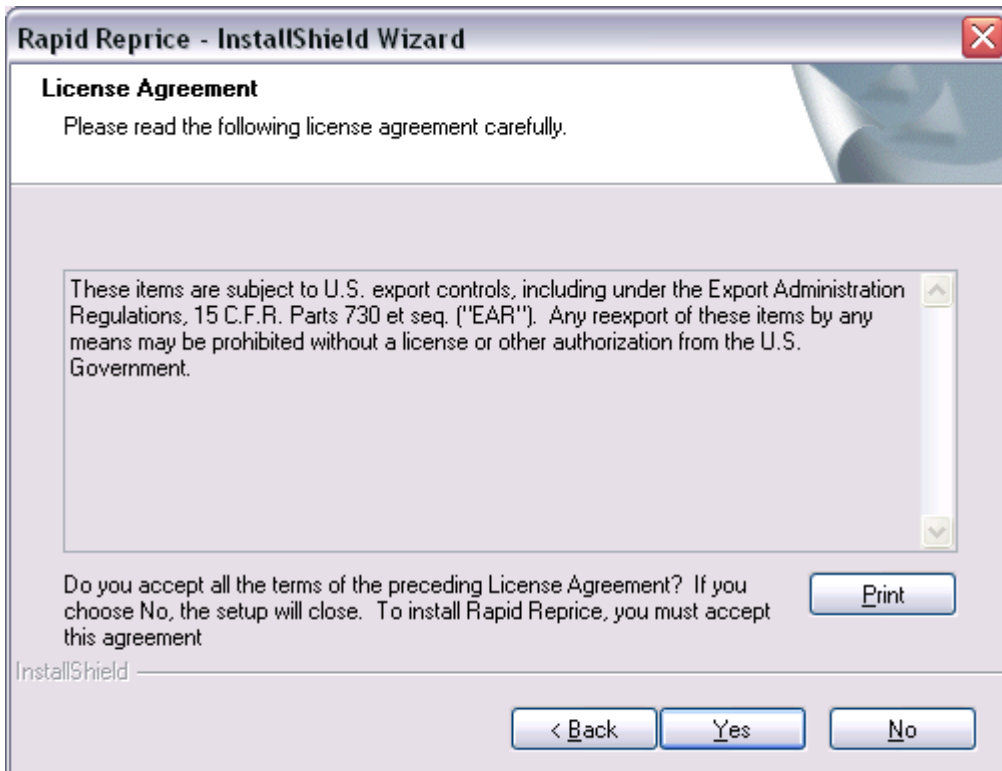 Rapid Reprice - InstallShield Wizard
License Agreement
Please read the following license agreement carefully.
These items are subject to U.S. export controls, including under the Export Administration
Regulations, 15 C.F.R. Parts 730 et seq. ("EAR").  Any reexport of these items by any
means may be prohibited without a license or other authorization from the U.S.
Government.
Do you accept all the terms of the preceding License Agreement?  If you
choose No, the setup will close.  To install Rapid Reprice, you must accept
this agreement
Print
InstallShield
< Back
Yes
No